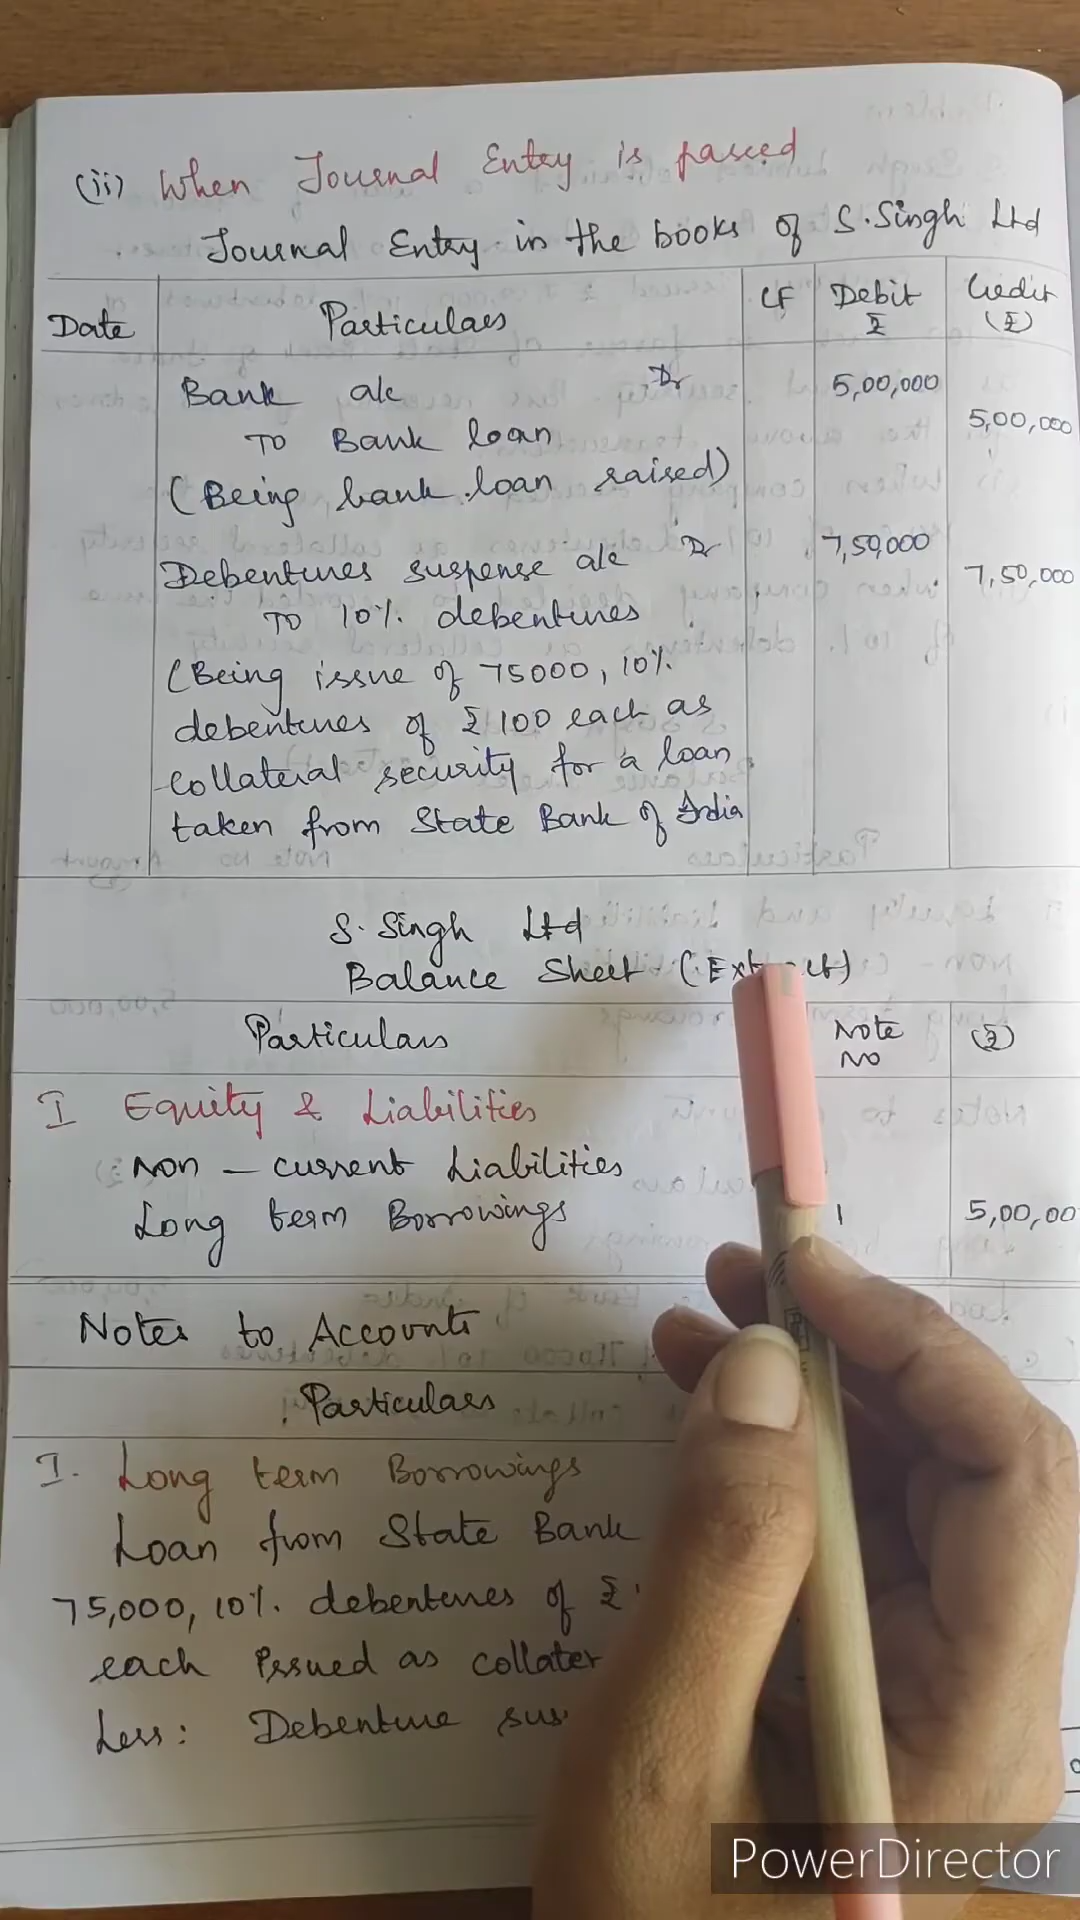 (ii) When Journal Entry is passed
Journal Entry in the books of S.Singh Ltd
Date Particulars LF Debit ₹ Credit (₹)
Bank a/c Dr 5,00,000
To Bank loan 5,00,000
(Being bank loan raised)
Debentures suspense a/c Dr 7,50,000
To 10% debentures 7,50,000
(Being issue of 75000, 10%
debentures of ₹ 100 each as
collateral security for a loan
taken from State Bank of India
S. Singh Ltd
Balance Sheet (Extract)
Particulars Note No (₹)
I Equity & Liabilities
Non - current Liabilities
Long term Borrowings 1 5,00,00
Notes to Accounts
Particulars
I. Long term Borrowings
Loan from State Bank
75,000, 10% debentures of ₹
each issued as collater
Less: Debenture sus
PowerDirector